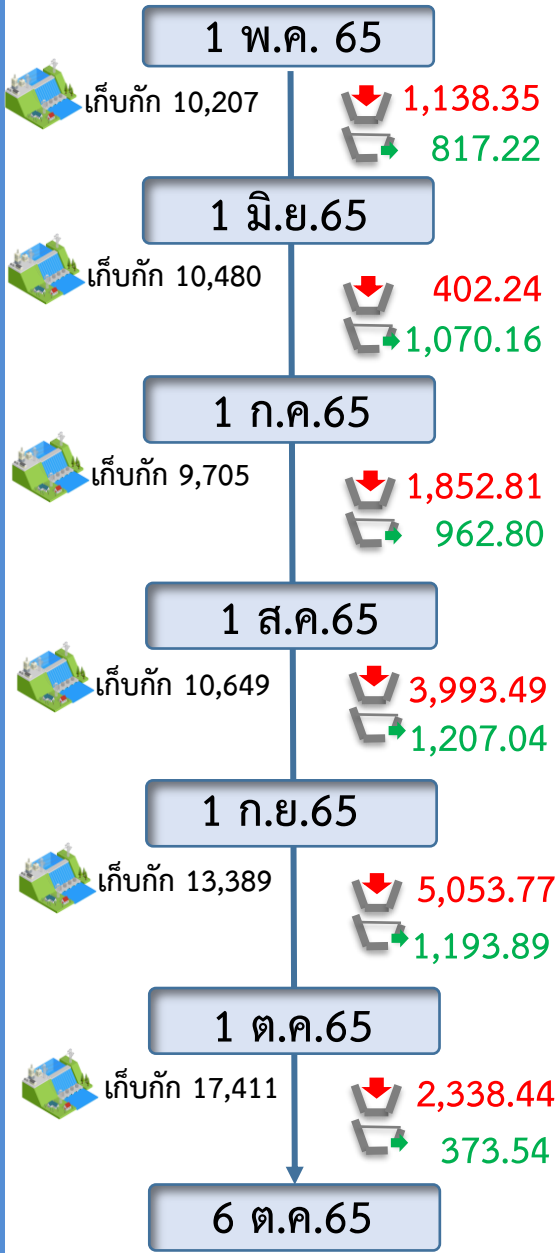 1 พ.ค. 65
เก็บกัก 10,207
1,138.35
817.22
1 มิ.ย.65
เก็บกัก 10,480
402.24
1,070.16
1 ก.ค.65
เก็บกัก 9,705
1,852.81
962.80
1 ส.ค.65
เก็บกัก 10,649
3,993.49
1,207.04
1 ก.ย.65
เก็บกัก 13,389
5,053.77
1,193.89
1 ต.ค.65
เก็บกัก 17,411
2,338.44
373.54
6 ต.ค.65